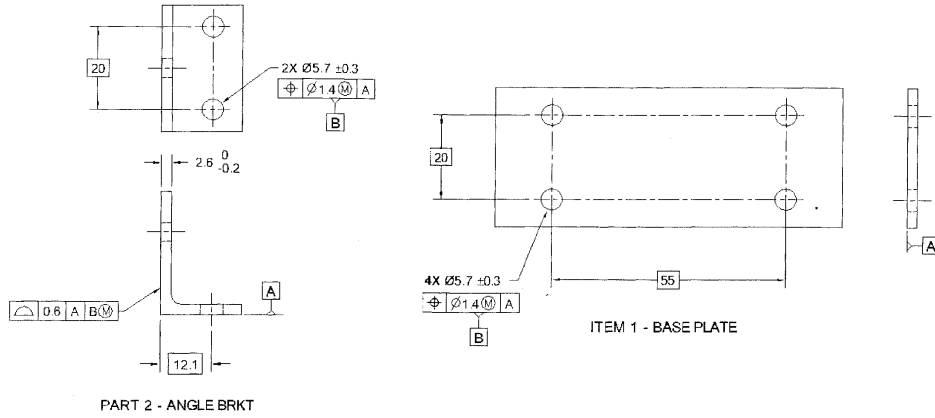 20
2X Ø5.7 ±0.3
⌖ Ø1.4 Ⓜ A
B
2.6 0 -0.2
A
⌓ 0.6 A BⓂ
12.1
PART 2 - ANGLE BRKT
20
A
4X Ø5.7 ±0.3
55
⌖ Ø1.4 Ⓜ A
B
ITEM 1 - BASE PLATE